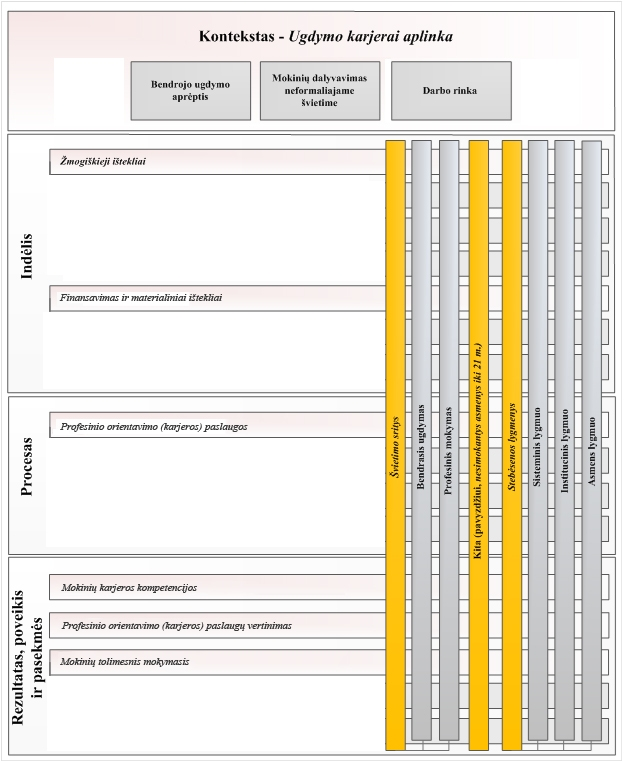 Kontekstas - Ugdymo karjerai aplinka
Bendrojo ugdymo
aprėptis
Mokinių dalyvavimas
neformaliajame
švietime
Darbo rinka
Indėlis
Žmogiškieji ištekliai
Finansavimas ir materialiniai ištekliai
Procesas
Profesinio orientavimo (karjeros) paslaugos
Rezultatas, poveikis
ir pasekmės
Mokinių karjeros kompetencijos
Profesinio orientavimo (karjeros) paslaugų vertinimas
Mokinių tolimesnis mokymasis
Švietimo sritys
Bendrasis ugdymas
Profesinis mokymas
Kita (pavyzdžiui, nesimokantys asmenys iki 21 m.)
Stebėsenos lygmenys
Sisteminis lygmuo
Institucinis lygmuo
Asmens lygmuo